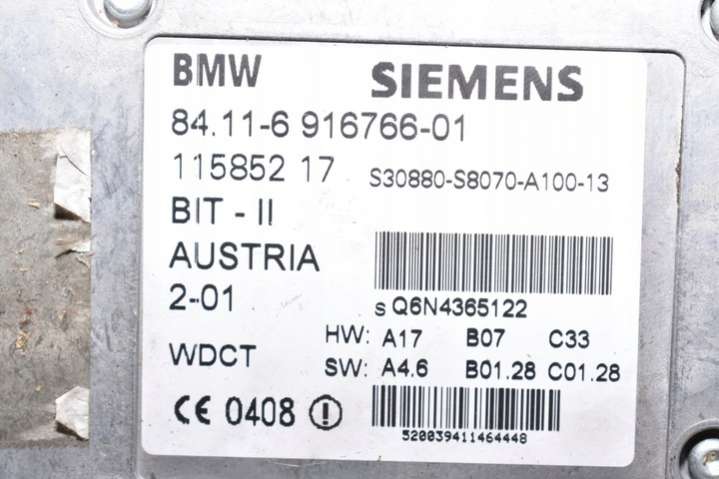 BMW SIEMENS
84.11-6 916766-01
115852 17 S30880-S8070-A100-13
BIT - II
AUSTRIA
2-01 s Q6N4365122
HW: A17 B07 C33
WDCT SW: A4.6 B01.28 C01.28
CE 0408 !
520039411464448